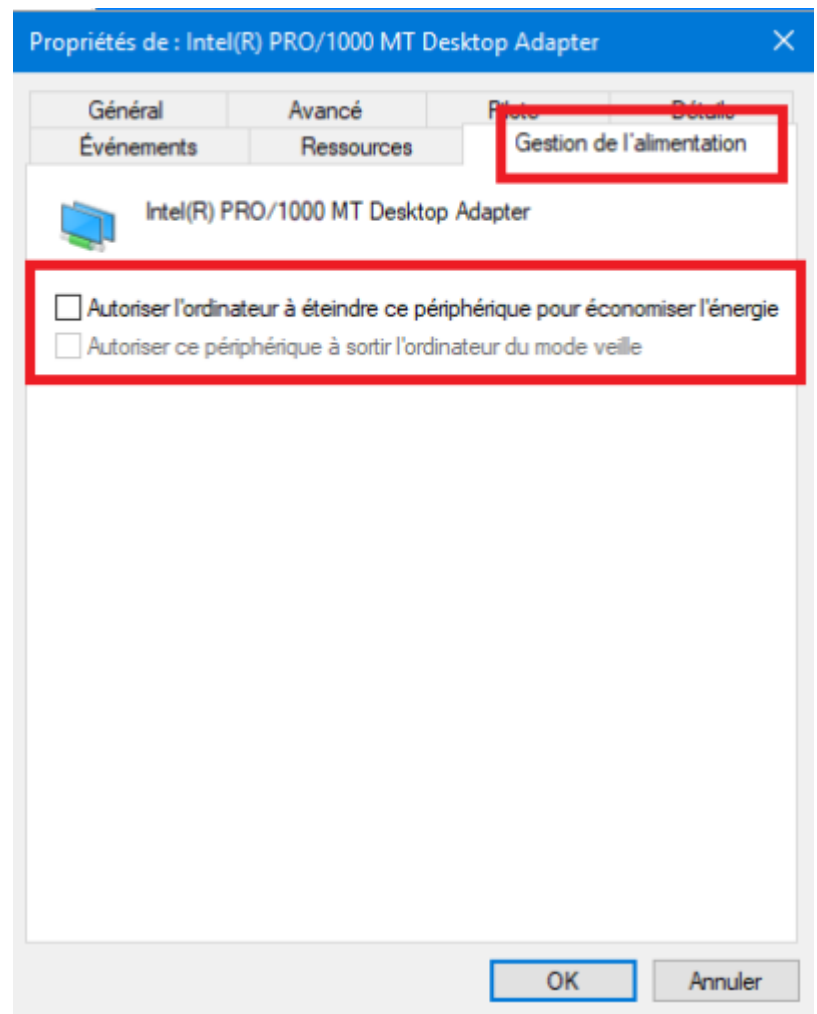 Propriétés de : Intel(R) PRO/1000 MT Desktop Adapter
Général Avancé Pilote Détails
Événements Ressources Gestion de l'alimentation
Intel(R) PRO/1000 MT Desktop Adapter
Autoriser l'ordinateur à éteindre ce périphérique pour économiser l'énergie
Autoriser ce périphérique à sortir l'ordinateur du mode veille
OK Annuler